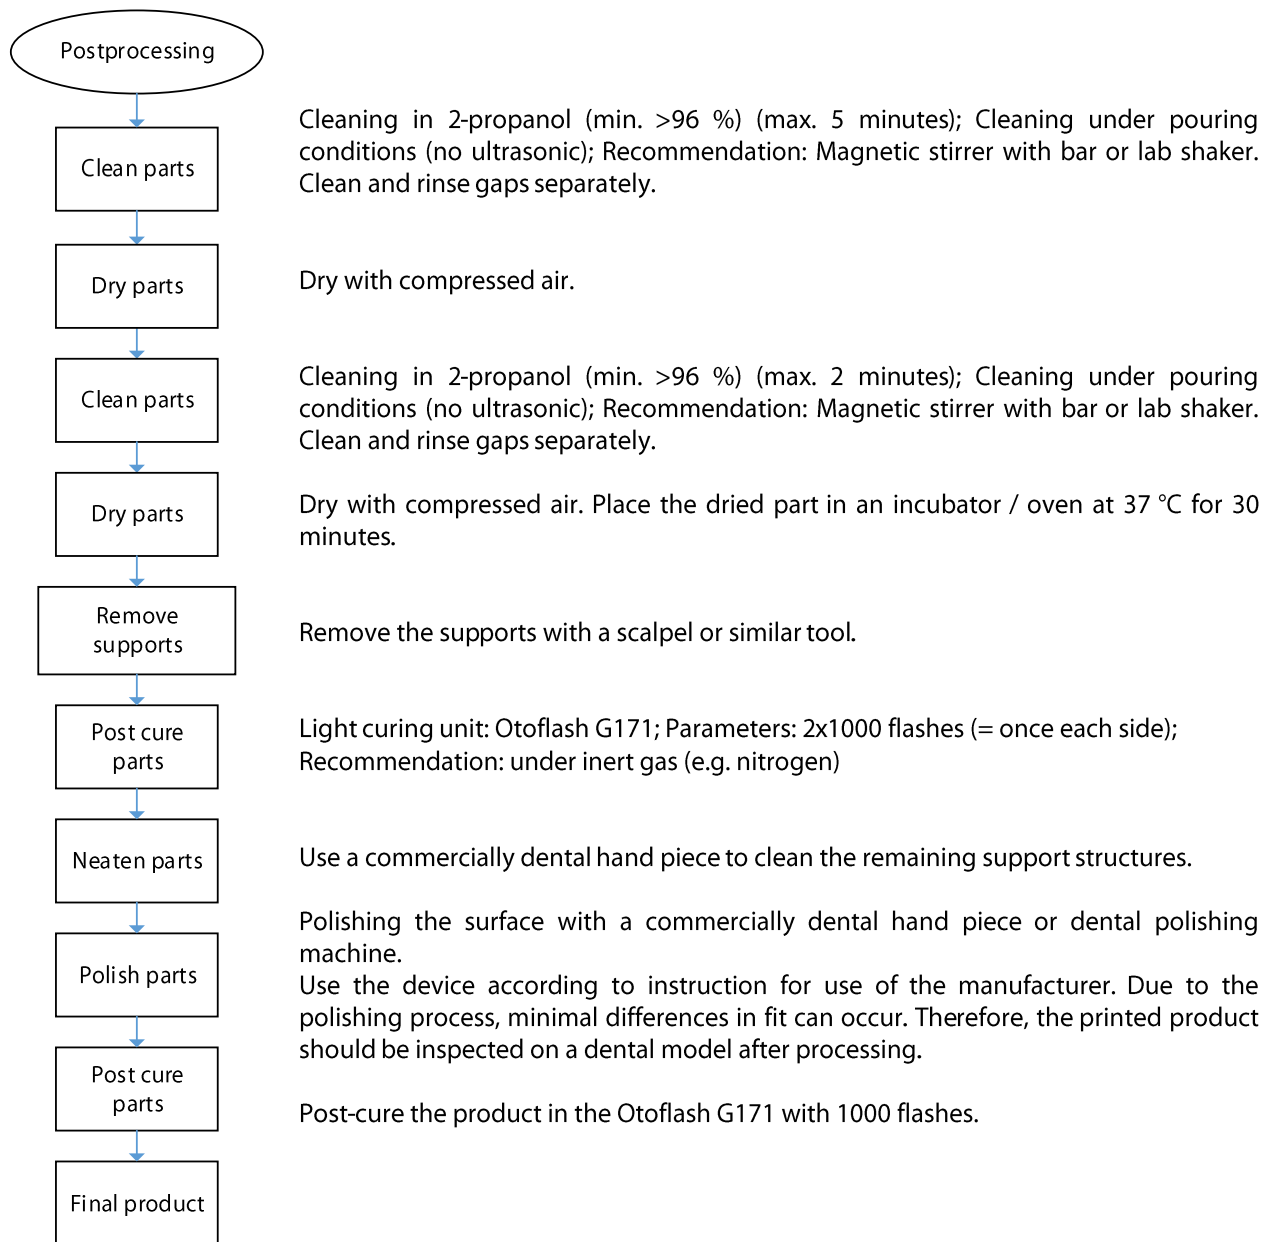 Postprocessing
Cleaning in 2-propanol (min. >96 %) (max. 5 minutes); Cleaning under pouring
conditions (no ultrasonic); Recommendation: Magnetic stirrer with bar or lab shaker.
Clean and rinse gaps separately.
Clean parts
Dry parts
Dry with compressed air.
Cleaning in 2-propanol (min. >96 %) (max. 2 minutes); Cleaning under pouring
conditions (no ultrasonic); Recommendation: Magnetic stirrer with bar or lab shaker.
Clean and rinse gaps separately.
Clean parts
Dry parts
Dry with compressed air. Place the dried part in an incubator / oven at 37 °C for 30
minutes.
Remove
supports
Remove the supports with a scalpel or similar tool.
Post cure
parts
Light curing unit: Otoflash G171; Parameters: 2x1000 flashes (= once each side);
Recommendation: under inert gas (e.g. nitrogen)
Neaten parts
Use a commercially dental hand piece to clean the remaining support structures.
Polish parts
Polishing the surface with a commercially dental hand piece or dental polishing
machine.
Use the device according to instruction for use of the manufacturer. Due to the
polishing process, minimal differences in fit can occur. Therefore, the printed product
should be inspected on a dental model after processing.
Post cure
parts
Post-cure the product in the Otoflash G171 with 1000 flashes.
Final product